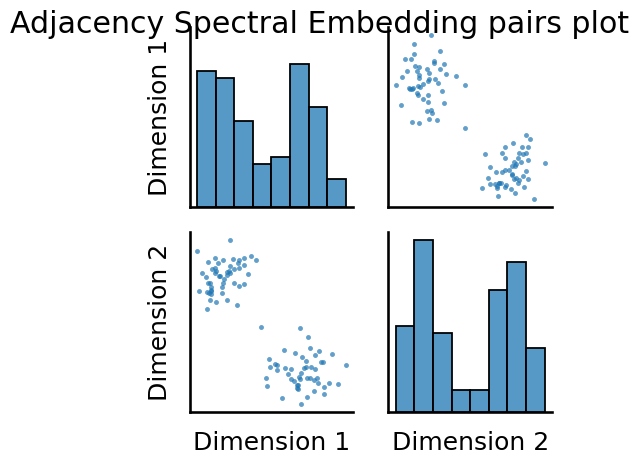 Adjacency Spectral Embedding pairs plot
Dimension 1
Dimension 2
Dimension 1
Dimension 2